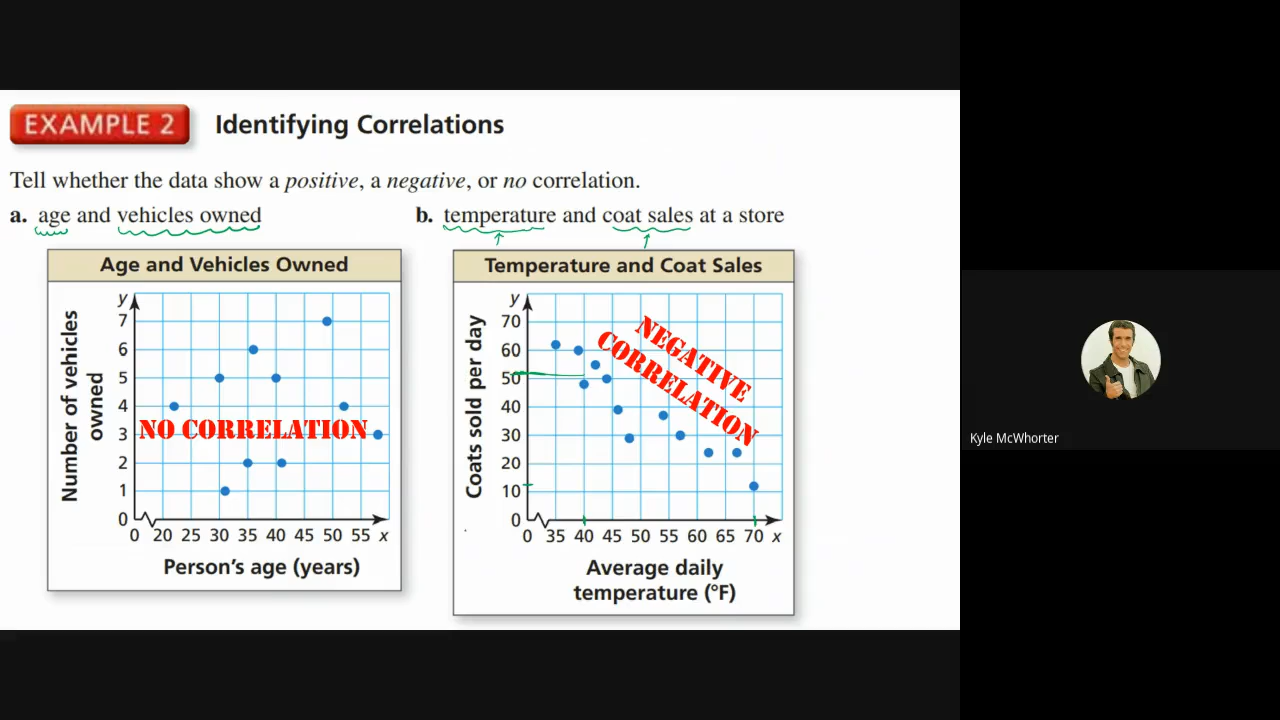 EXAMPLE 2 Identifying Correlations
Tell whether the data show a positive, a negative, or no correlation.
a. age and vehicles owned
Age and Vehicles Owned
y
7
6
5
4
3
2
1
0
Number of vehicles
owned
NO CORRELATION
0 20 25 30 35 40 45 50 55 x
Person's age (years)
b. temperature and coat sales at a store
Temperature and Coat Sales
y
70
60
50
40
30
20
10
0
Coats sold per day
NEGATIVE
CORRELATION
0 35 40 45 50 55 60 65 70 x
Average daily
temperature (°F)
Kyle McWhorter